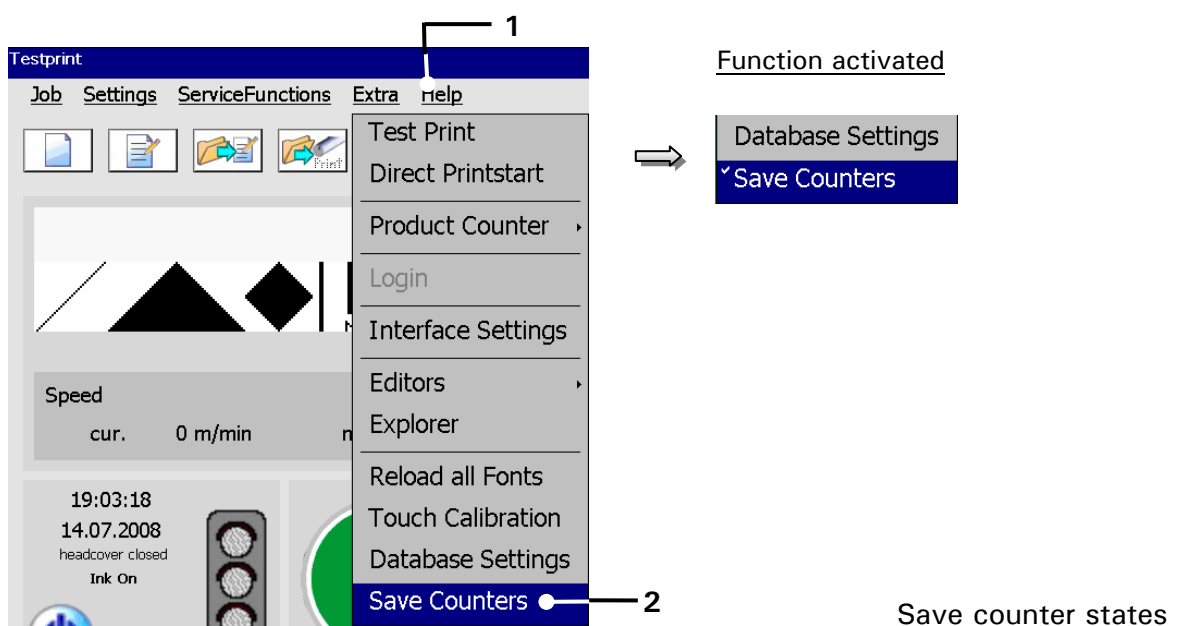 1
Testprint
Job Settings ServiceFunctions Extra Help
Print
Test Print
Direct Printstart
Product Counter
Login
Interface Settings
Editors
Explorer
Reload all Fonts
Touch Calibration
Database Settings
Save Counters
2
Speed
cur. 0 m/min
19:03:18
14.07.2008
headcover closed
Ink On
Function activated
Database Settings
Save Counters
Save counter states